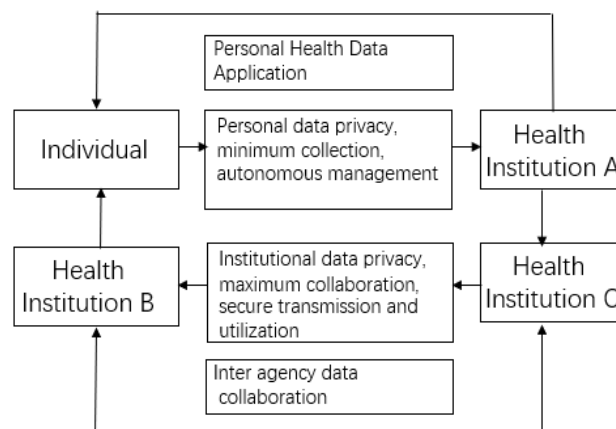 Personal Health Data
Application
Individual
Personal data privacy,
minimum collection,
autonomous management
Health
Institution A
Health
Institution B
Institutional data privacy,
maximum collaboration,
secure transmission and
utilization
Health
Institution C
Inter agency data
collaboration